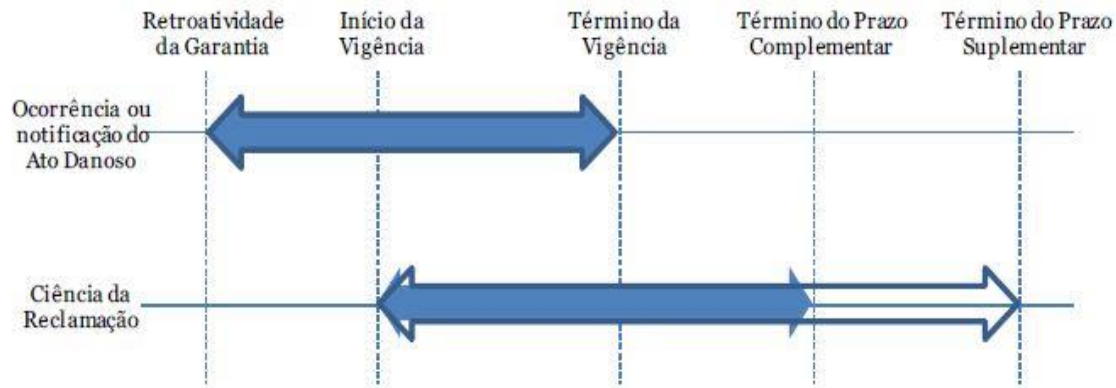 Retroatividade
da Garantia
Início da
Vigência
Término da
Vigência
Término do Prazo
Complementar
Término do Prazo
Suplementar
Ocorrência ou
notificação do
Ato Danoso
Ciência da
Reclamação